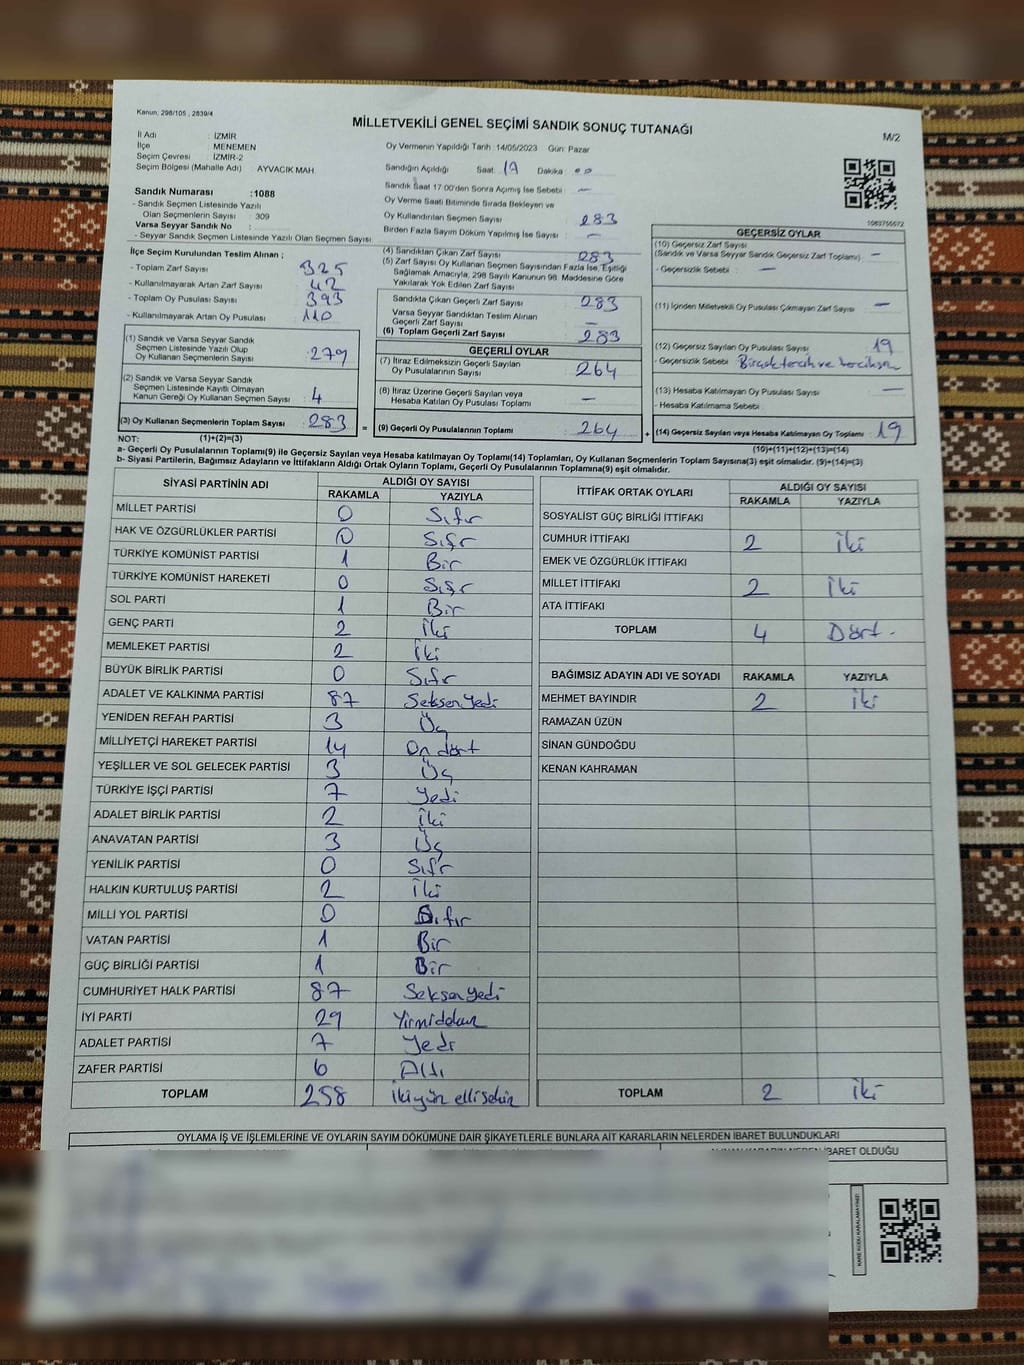 Kanun: 298/105 , 2839/4
MİLLETVEKİLİ GENEL SEÇİMİ SANDIK SONUÇ TUTANAĞI
M/2
İl Adı : İZMİR
İlçe : MENEMEN
Seçim Çevresi : İZMİR-2
Seçim Bölgesi (Mahalle Adı) AYVACIK MAH.
Oy Vermenin Yapıldığı Tarih :14/05/2023 Gün: Pazar
Sandığın Açıldığı Saat: 17 Dakika : 00
Sandık Saat 17:00'den Sonra Açılmış İse Sebebi : —
Oy Verme Saati Bitiminde Sırada Bekleyen ve
Oy Kullandırılan Seçmen Sayısı : 283
Birden Fazla Sayım Döküm Yapılmış İse Sayısı : —
Sandık Numarası :1088
- Sandık Seçmen Listesinde Yazılı
Olan Seçmenlerin Sayısı : 309
Varsa Seyyar Sandık No :
- Seyyar Sandık Seçmen Listesinde Yazılı Olan Seçmen Sayısı:
İlçe Seçim Kurulundan Teslim Alınan ;
- Toplam Zarf Sayısı : 325
- Kullanılmayarak Artan Zarf Sayısı : 42
- Toplam Oy Pusulası Sayısı : 393
- Kullanılmayarak Artan Oy Pusulası : 110
(1) Sandık ve Varsa Seyyar Sandık
Seçmen Listesinde Yazılı Olup
Oy Kullanan Seçmenlerin Sayısı : 279
(2) Sandık ve Varsa Seyyar Sandık
Seçmen Listesinde Kayıtlı Olmayan
Kanun Gereği Oy Kullanan Seçmen Sayısı : 4
(3) Oy Kullanan Seçmenlerin Toplam Sayısı : 283
(4) Sandıktan Çıkan Zarf Sayısı : 283
(5) Zarf Sayısı Oy Kullanan Seçmen Sayısından Fazla İse, Eşitliği
Sağlamak Amacıyla, 298 Sayılı Kanunun 98. Maddesine Göre
Yakılarak Yok Edilen Zarf Sayısı :
Sandıkta Çıkan Geçerli Zarf Sayısı : 283
Varsa Seyyar Sandıktan Teslim Alınan
Geçerli Zarf Sayısı : —
(6) Toplam Geçerli Zarf Sayısı : 283
GEÇERLİ OYLAR
(7) İtiraz Edilmeksizin Geçerli Sayılan
Oy Pusulalarının Sayısı : 264
(8) İtiraz Üzerine Geçerli Sayılan veya
Hesaba Katılan Oy Pusulası Toplamı : —
= (9) Geçerli Oy Pusulalarının Toplamı : 264
GEÇERSİZ OYLAR
(10) Geçersiz Zarf Sayısı
(Sandık ve Varsa Seyyar Sandık Geçersiz Zarf Toplamı) : —
- Geçersizlik Sebebi : —
(11) İçinden Milletvekili Oy Pusulası Çıkmayan Zarf Sayısı : —
(12) Geçersiz Sayılan Oy Pusulası Sayısı : 19
- Geçersizlik Sebebi : Birçok tercih ve
(13) Hesaba Katılmayan Oy Pusulası Sayısı : —
- Hesaba Katılmama Sebebi :
+ (14) Geçersiz Sayılan veya Hesaba Katılmayan Oy Toplamı : 19
NOT: (1)+(2)=(3) (10)+(11)+(12)+(13)=(14)
a- Geçerli Oy Pusulalarının Toplamı(9) ile Geçersiz Sayılan veya Hesaba katılmayan Oy Toplamı(14) Toplamları, Oy Kullanan Seçmenlerin Toplam Sayısına(3) eşit olmalıdır. (9)+(14)=(3)
b- Siyasi Partilerin, Bağımsız Adayların ve İttifakların Aldığı Ortak Oyların Toplamı, Geçerli Oy Pusulalarının Toplamına(9) eşit olmalıdır.
SİYASİ PARTİNİN ADI ALDIĞI OY SAYISI
RAKAMLA YAZIYLA
MİLLET PARTİSİ 0 Sıfır
HAK VE ÖZGÜRLÜKLER PARTİSİ 0 Sıfır
TÜRKİYE KOMÜNİST PARTİSİ 1 Bir
TÜRKİYE KOMÜNİST HAREKETİ 0 Sıfır
SOL PARTİ 1 Bir
GENÇ PARTİ 2 İki
MEMLEKET PARTİSİ 2 İki
BÜYÜK BİRLİK PARTİSİ 0 Sıfır
ADALET VE KALKINMA PARTİSİ 87 Seksen yedi
YENİDEN REFAH PARTİSİ 3 Üç
MİLLİYETÇİ HAREKET PARTİSİ 14 On dört
YEŞİLLER VE SOL GELECEK PARTİSİ 3 Üç
TÜRKİYE İŞÇİ PARTİSİ 7 Yedi
ADALET BİRLİK PARTİSİ 2 İki
ANAVATAN PARTİSİ 3 Üç
YENİLİK PARTİSİ 0 Sıfır
HALKIN KURTULUŞ PARTİSİ 2 İki
MİLLİ YOL PARTİSİ 0 Sıfır
VATAN PARTİSİ 1 Bir
GÜÇ BİRLİĞİ PARTİSİ 1 Bir
CUMHURİYET HALK PARTİSİ 87 Seksen yedi
İYİ PARTİ 29 Yirmidokuz
ADALET PARTİSİ 7 Yedi
ZAFER PARTİSİ 6 Altı
TOPLAM 258 İkiyüz ellisekiz
İTTİFAK ORTAK OYLARI ALDIĞI OY SAYISI
RAKAMLA YAZIYLA
SOSYALİST GÜÇ BİRLİĞİ İTTİFAKI
CUMHUR İTTİFAKI 2 İki
EMEK VE ÖZGÜRLÜK İTTİFAKI
MİLLET İTTİFAKI 2 İki
ATA İTTİFAKI
TOPLAM 4 Dört
BAĞIMSIZ ADAYIN ADI VE SOYADI RAKAMLA YAZIYLA
MEHMET BAYINDIR 2 İki
RAMAZAN ÜZÜN
SİNAN GÜNDOĞDU
KENAN KAHRAMAN
TOPLAM 2 İki
OYLAMA İŞ VE İŞLEMLERİNE VE OYLARIN SAYIM DÖKÜMÜNE DAİR ŞİKAYETLERLE BUNLARA AİT KARARLARIN NELERDEN İBARET BULUNDUKLARI
İBARET OLDUĞU